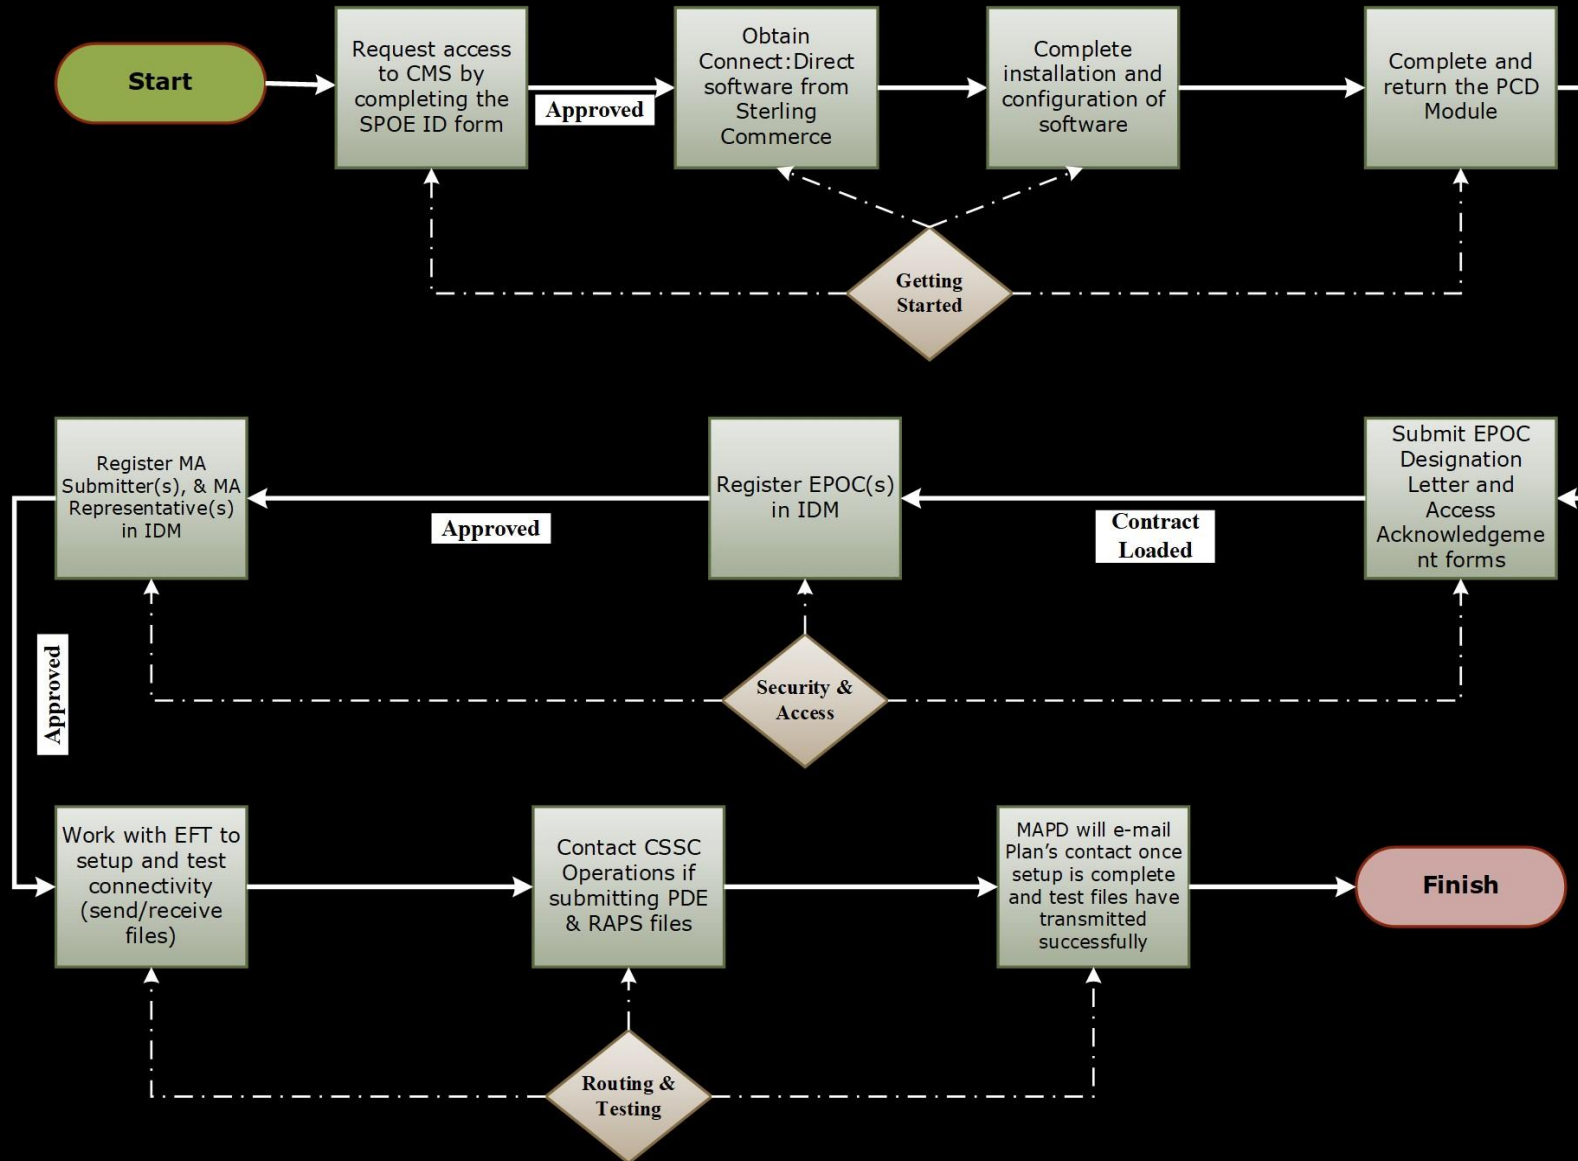 Start
Request access
to CMS by
completing the
SPOE ID form
Approved
Obtain
Connect:Direct
software from
Sterling
Commerce
Complete
installation and
configuration of
software
Complete and
return the PCD
Module
Getting
Started
Submit EPOC
Designation
Letter and
Access
Acknowledgeme
nt forms
Contract
Loaded
Register EPOC(s)
in IDM
Approved
Register MA
Submitter(s), & MA
Representative(s)
in IDM
Security &
Access
Approved
Work with EFT to
setup and test
connectivity
(send/receive
files)
Contact CSSC
Operations if
submitting PDE
& RAPS files
MAPD will e-mail
Plan’s contact once
setup is complete
and test files have
transmitted
successfully
Finish
Routing &
Testing